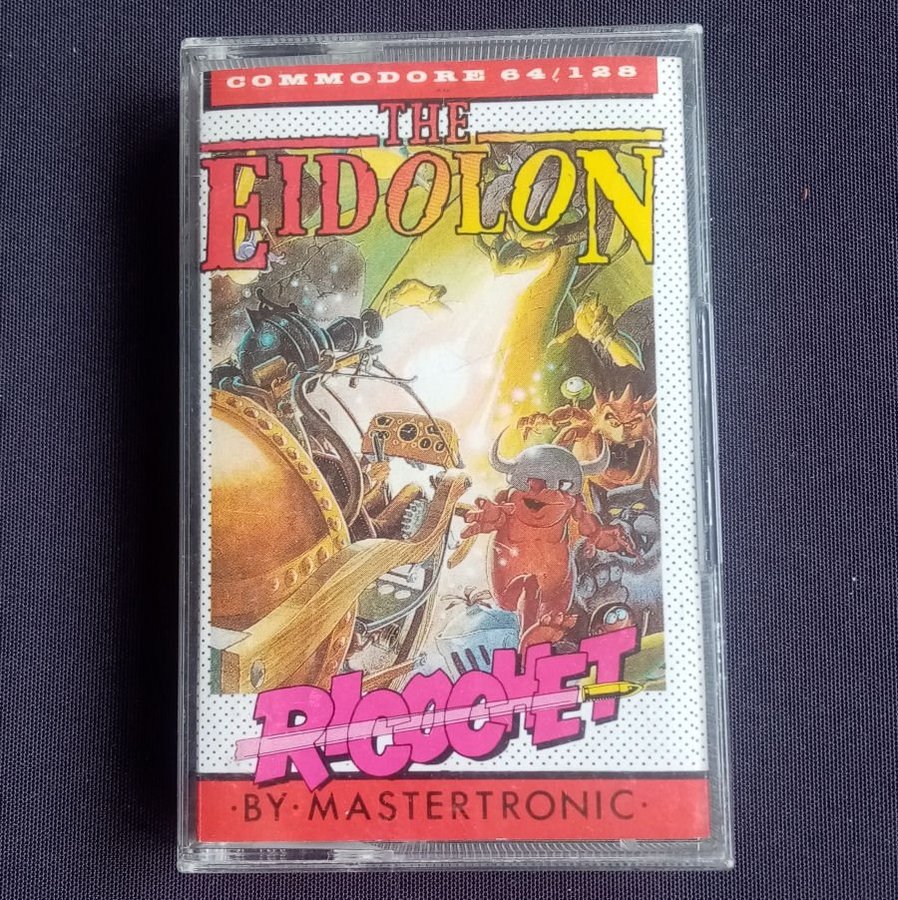 COMMODORE 64/128
THE
EIDOLON
RICOCHET
·BY·MASTERTRONIC·